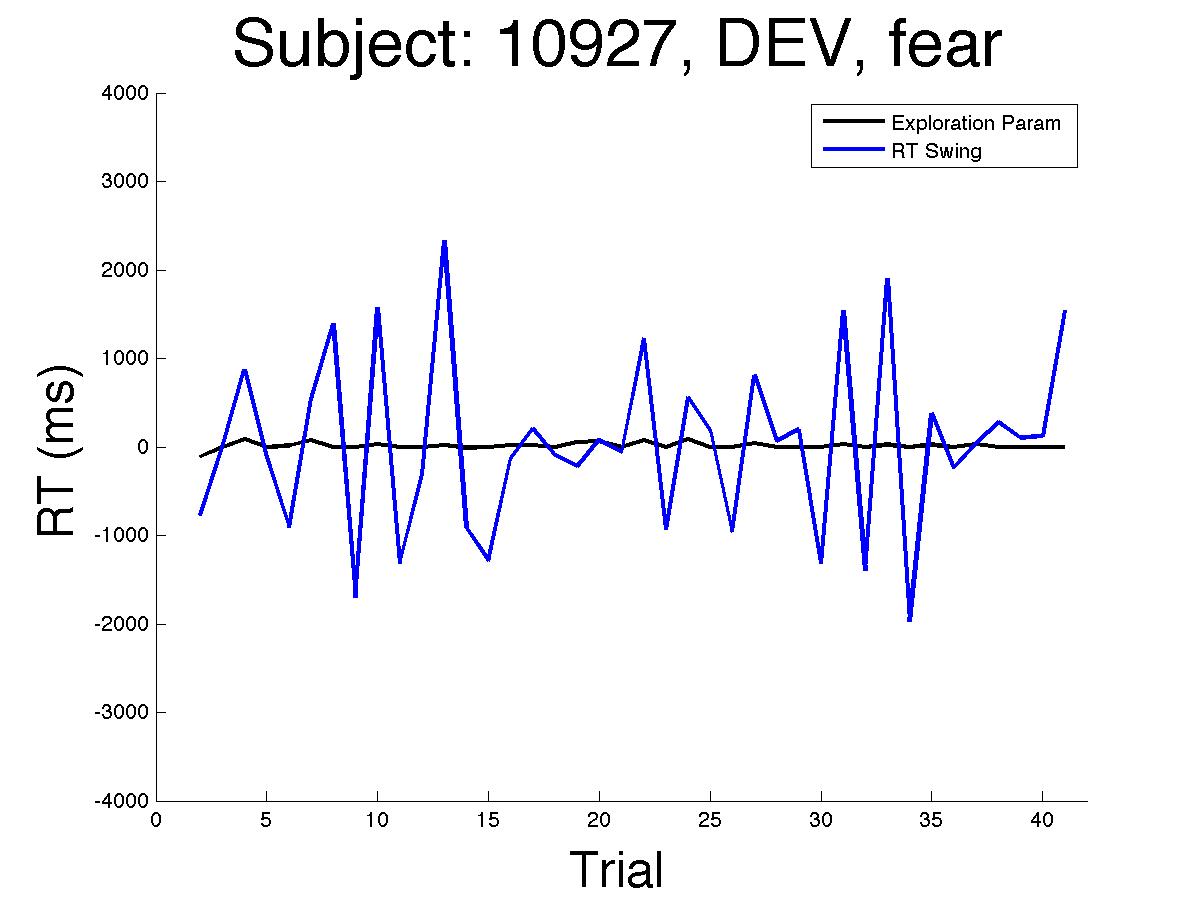 Subject: 10927, DEV, fear
4000
3000
2000
1000
0
-1000
-2000
-3000
-4000
RT (ms)
Exploration Param
RT Swing
0 5 10 15 20 25 30 35 40
Trial